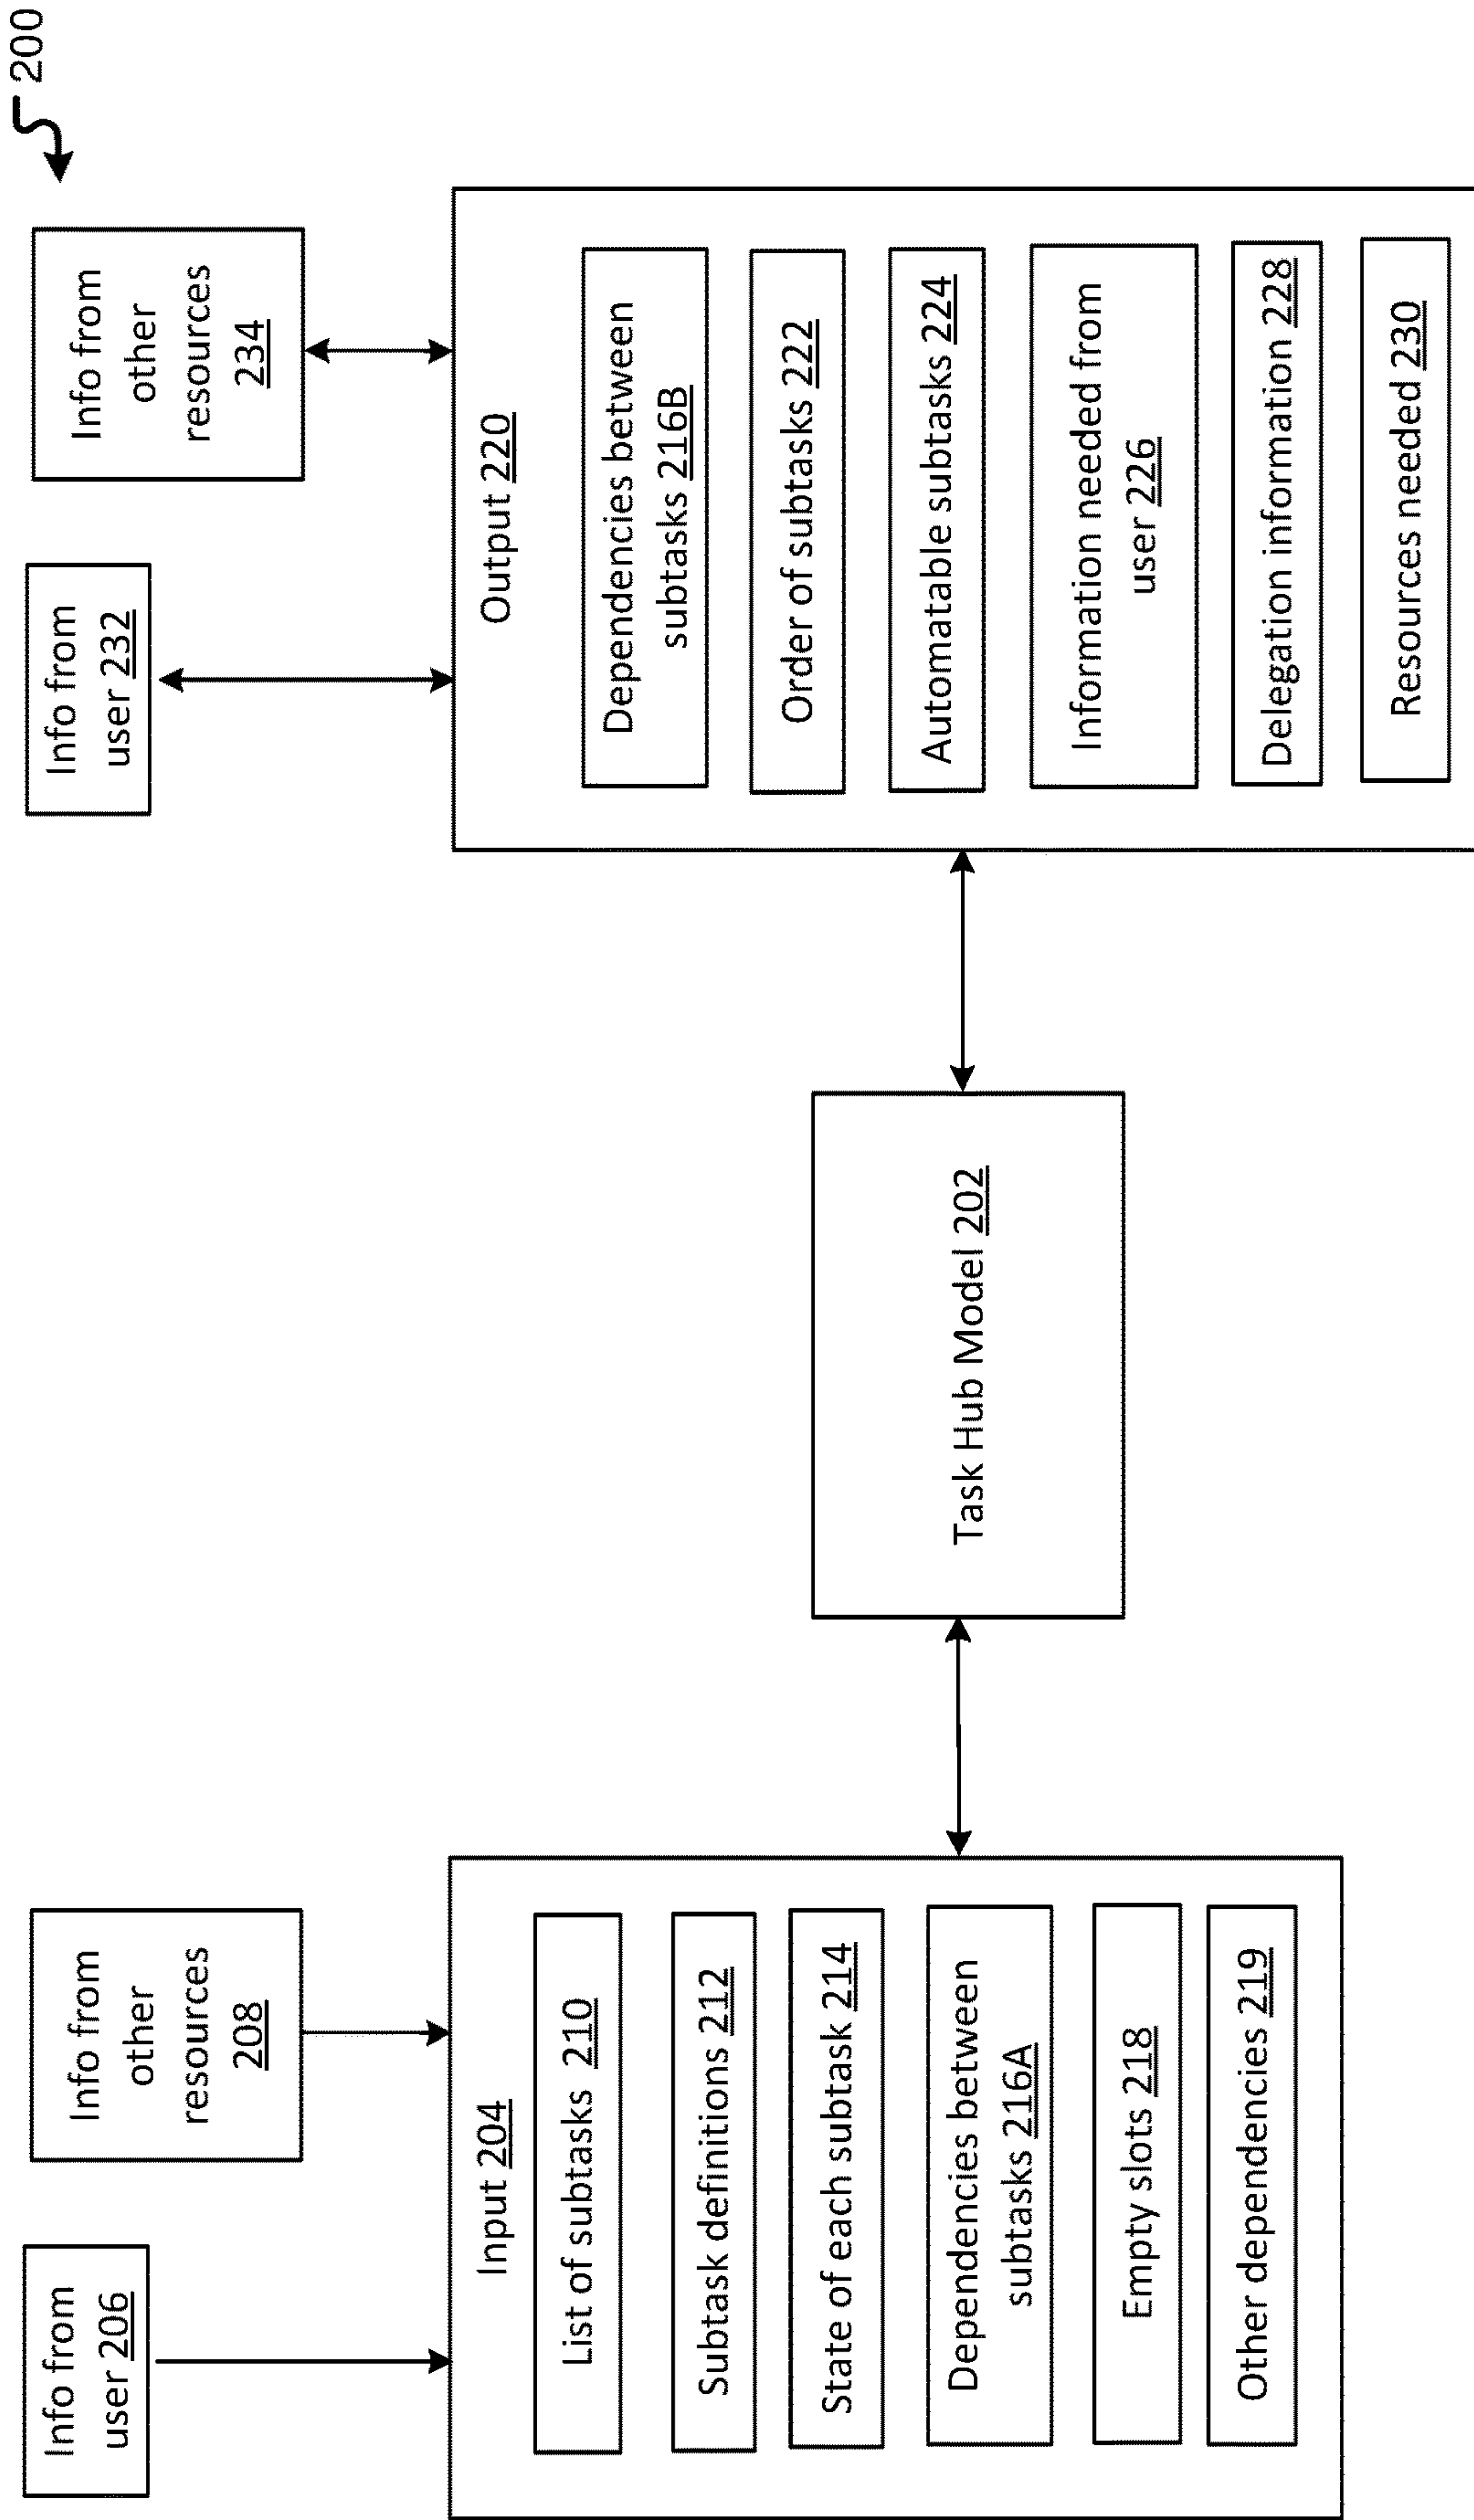 200
Info from
user 206
Info from
other
resources
208
Input 204
List of subtasks 210
Subtask definitions 212
State of each subtask 214
Dependencies between
subtasks 216A
Empty slots 218
Other dependencies 219
Task Hub Model 202
Info from
user 232
Info from
other
resources
234
Output 220
Dependencies between
subtasks 216B
Order of subtasks 222
Automatable subtasks 224
Information needed from
user 226
Delegation information 228
Resources needed 230